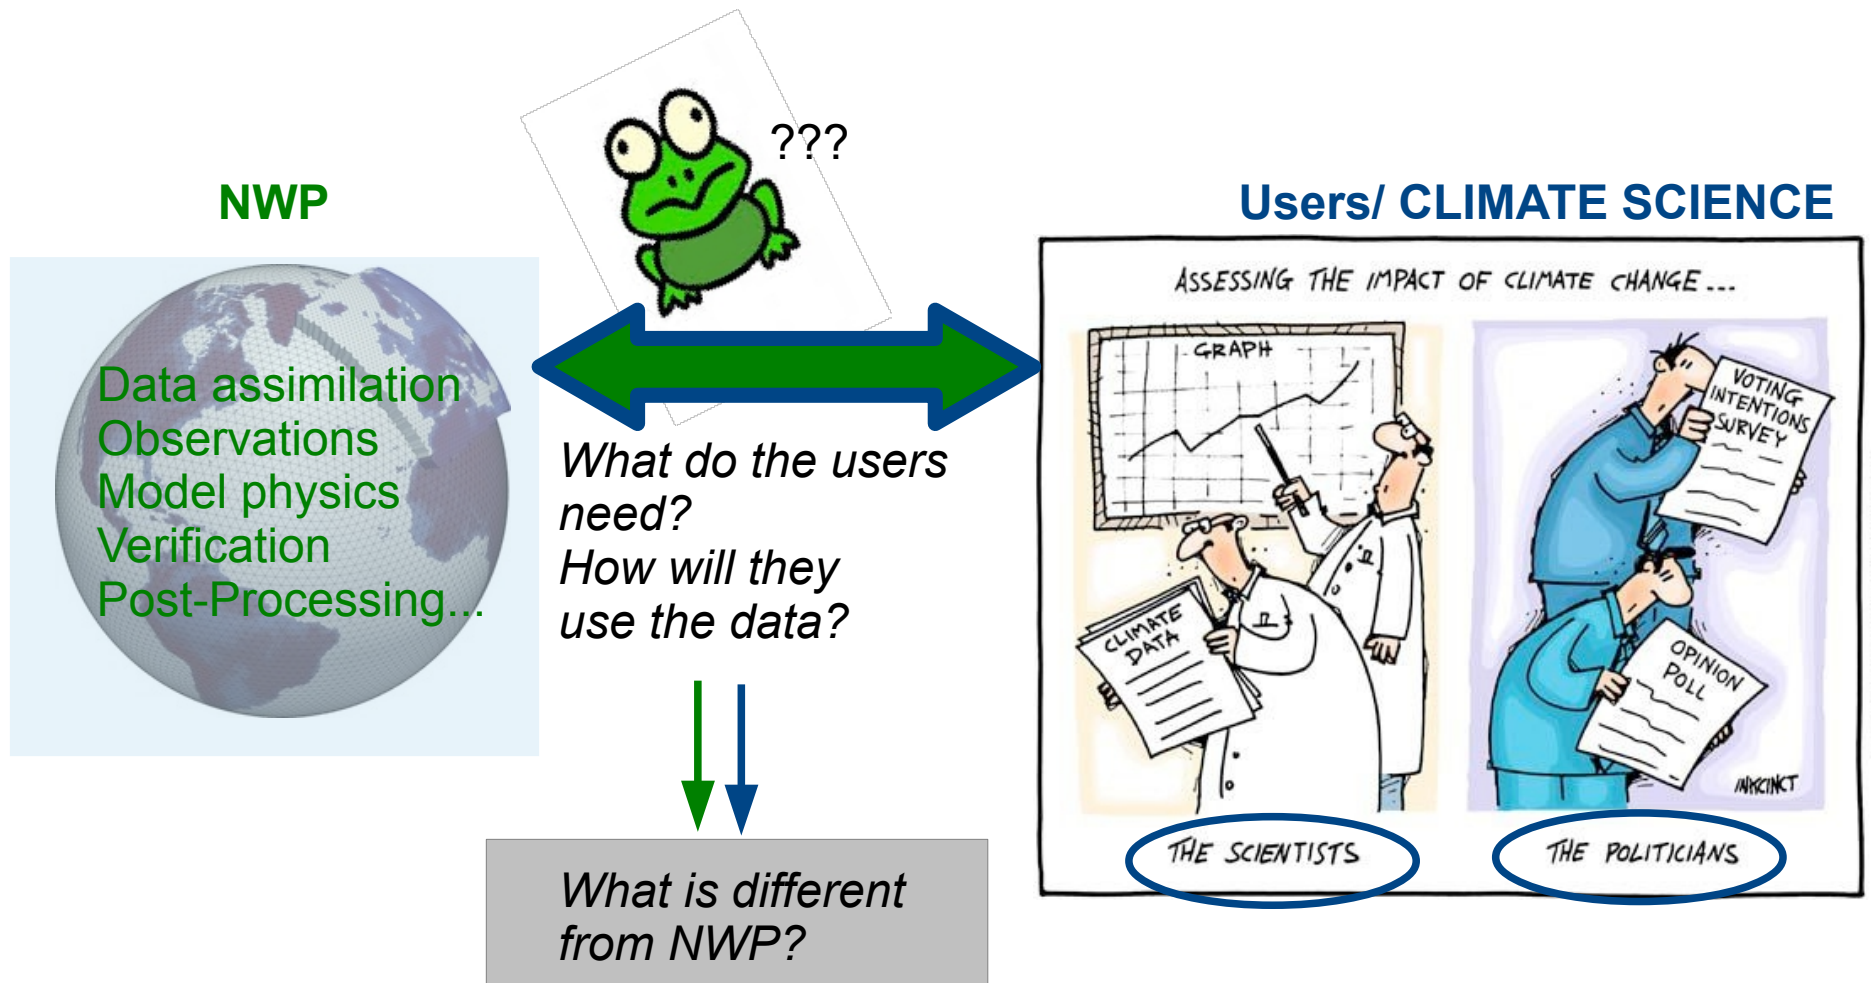 ???
NWP
Data assimilation
Observations
Model physics
Verification
Post-Processing...
What do the users
need?
How will they
use the data?
What is different
from NWP?
Users/ CLIMATE SCIENCE
ASSESSING THE IMPACT OF CLIMATE CHANGE...
GRAPH
CLIMATE
DATA
VOTING
INTENTIONS
SURVEY
OPINION
POLL
INKCINCT
THE SCIENTISTS
THE POLITICIANS